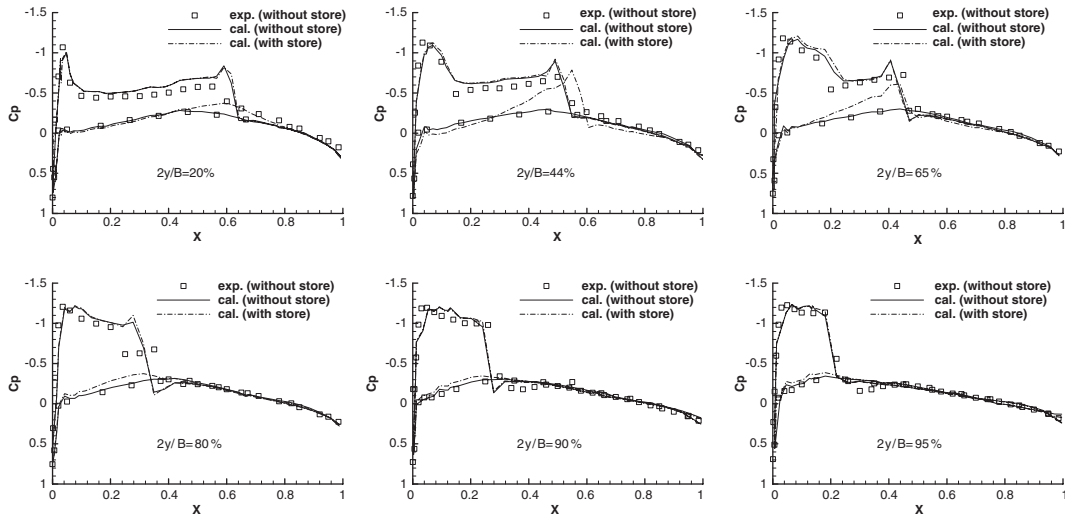 -1.5
-1
-0.5
0
0.5
1
Cp
0
0.2
0.4
0.6
0.8
1
X
exp. (without store)
cal. (without store)
cal. (with store)
2y/B=20%
-1.5
-1
-0.5
0
0.5
1
Cp
0
0.2
0.4
0.6
0.8
1
X
exp. (without store)
cal. (without store)
cal. (with store)
2y/B=44%
-1.5
-1
-0.5
0
0.5
1
Cp
0
0.2
0.4
0.6
0.8
1
X
exp. (without store)
cal. (without store)
cal. (with store)
2y/B=65%
-1.5
-1
-0.5
0
0.5
1
Cp
0
0.2
0.4
0.6
0.8
1
X
exp. (without store)
cal. (without store)
cal. (with store)
2y/B=80%
-1.5
-1
-0.5
0
0.5
1
Cp
0
0.2
0.4
0.6
0.8
1
X
exp. (without store)
cal. (without store)
cal. (with store)
2y/B=90%
-1.5
-1
-0.5
0
0.5
1
Cp
0
0.2
0.4
0.6
0.8
1
X
exp. (without store)
cal. (without store)
cal. (with store)
2y/B=95%